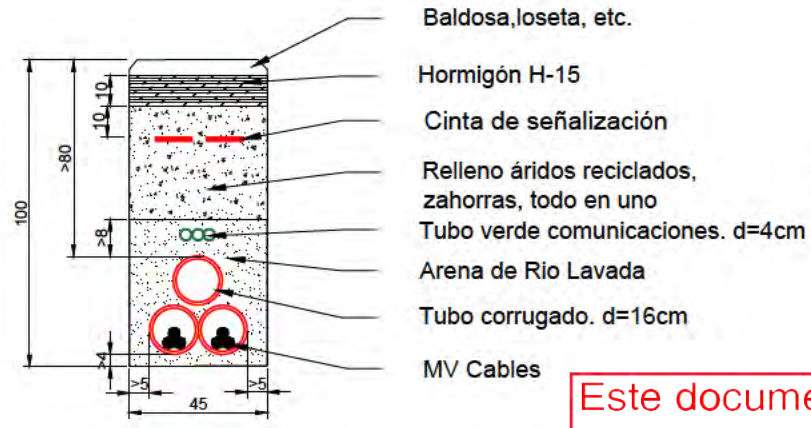 Baldosa,loseta, etc.
Hormigón H-15
Cinta de señalización
Relleno áridos reciclados,
zahorras, todo en uno
Tubo verde comunicaciones. d=4cm
Arena de Rio Lavada
Tubo corrugado. d=16cm
MV Cables
100
>80
10
10
>8
>4
>5
>5
45
Este docume